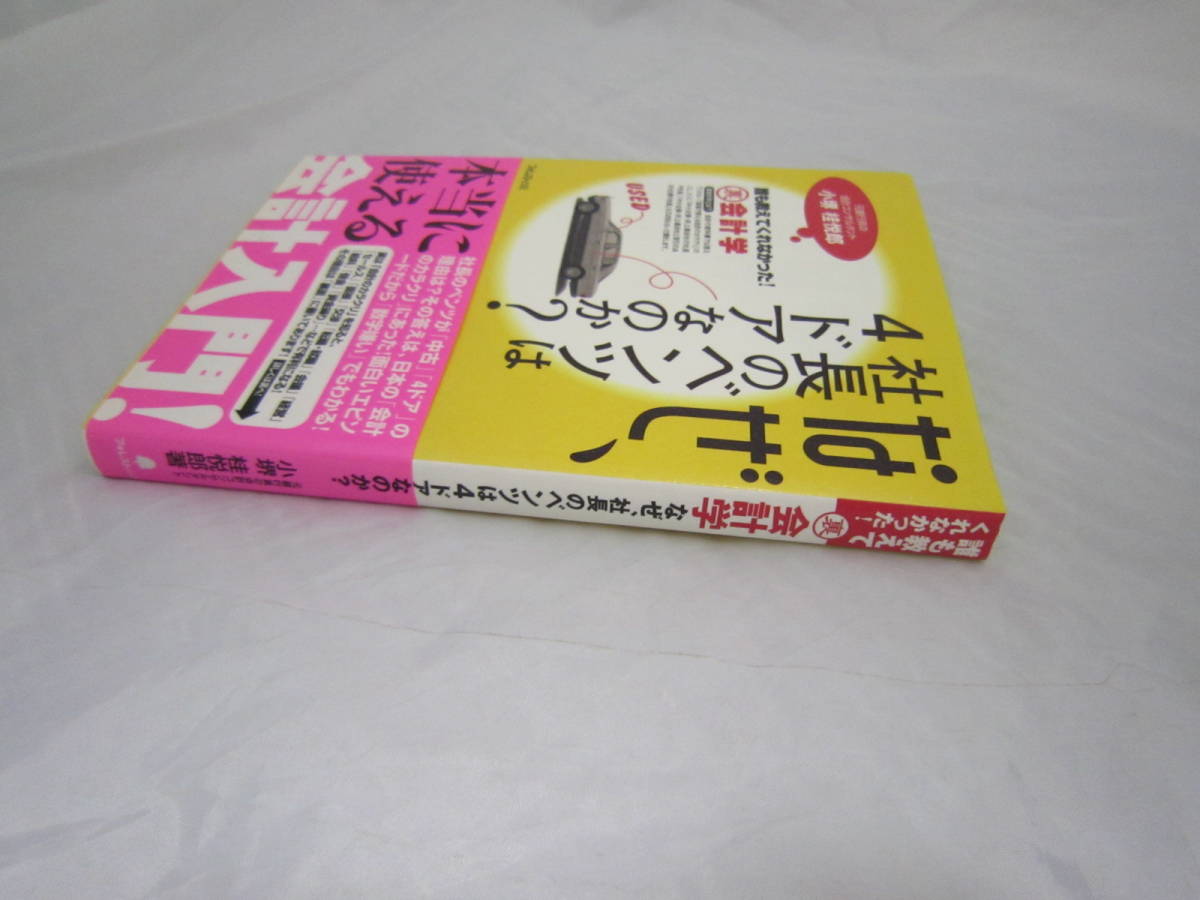 なぜ、
社長のベンツは
4ドアなのか?
誰も教えてくれなかった!
裏会計学
小堺 桂悦郎
USED
本当に
使える
会計入門!
社長のベンツが「中古」「4ドア」の
理由は?その答えは、日本の「会計
のカラクリ」にあった!面白いエピソ
ードだから「数字嫌い」でもわかる!
誰も教えて
くれなかった!
裏
会計学
なぜ、社長のベンツは4ドアなのか?
小堺 桂悦郎 著